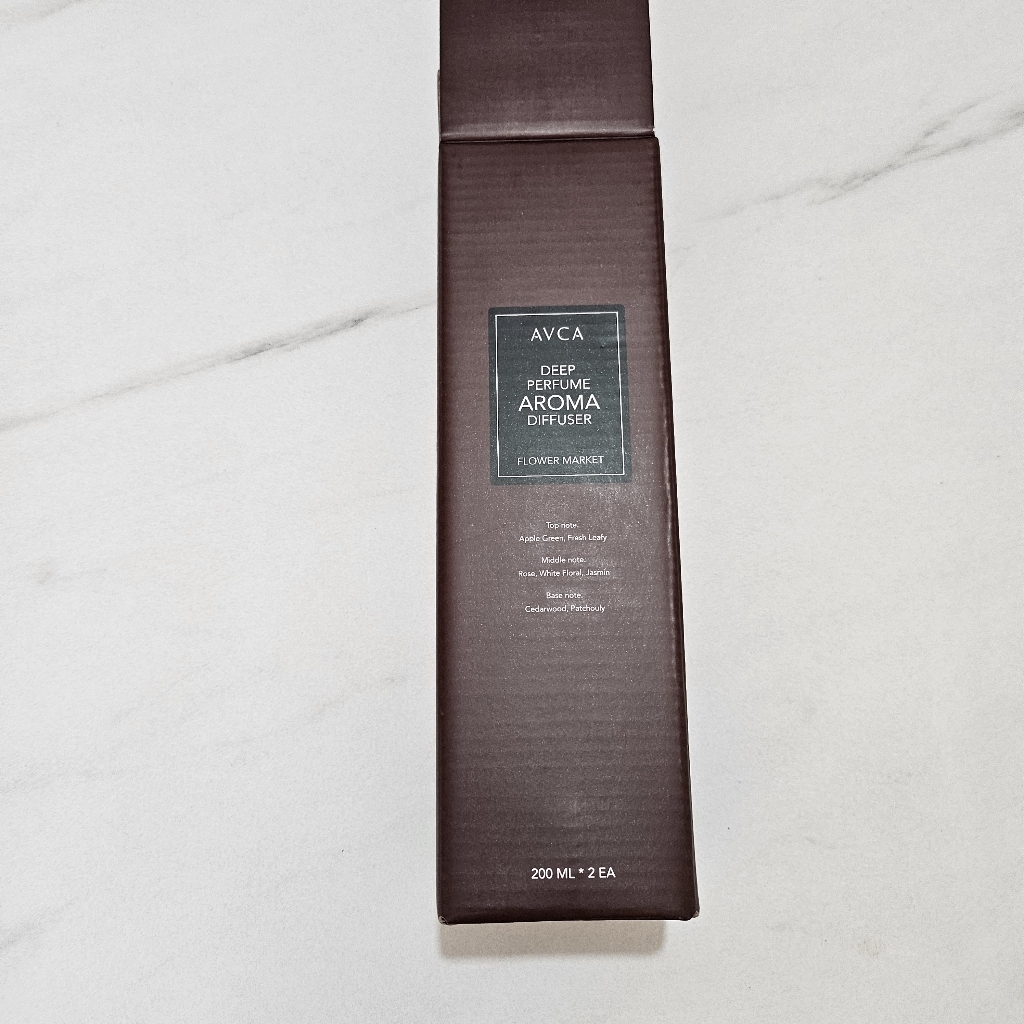 AVCA
DEEP
PERFUME
AROMA
DIFFUSER
FLOWER MARKET
Top note.
Apple Green, Fresh Leafy
Middle note.
Rose, White Floral, Jasmin
Base note.
Cedarwood, Patchouly
200 ML * 2 EA